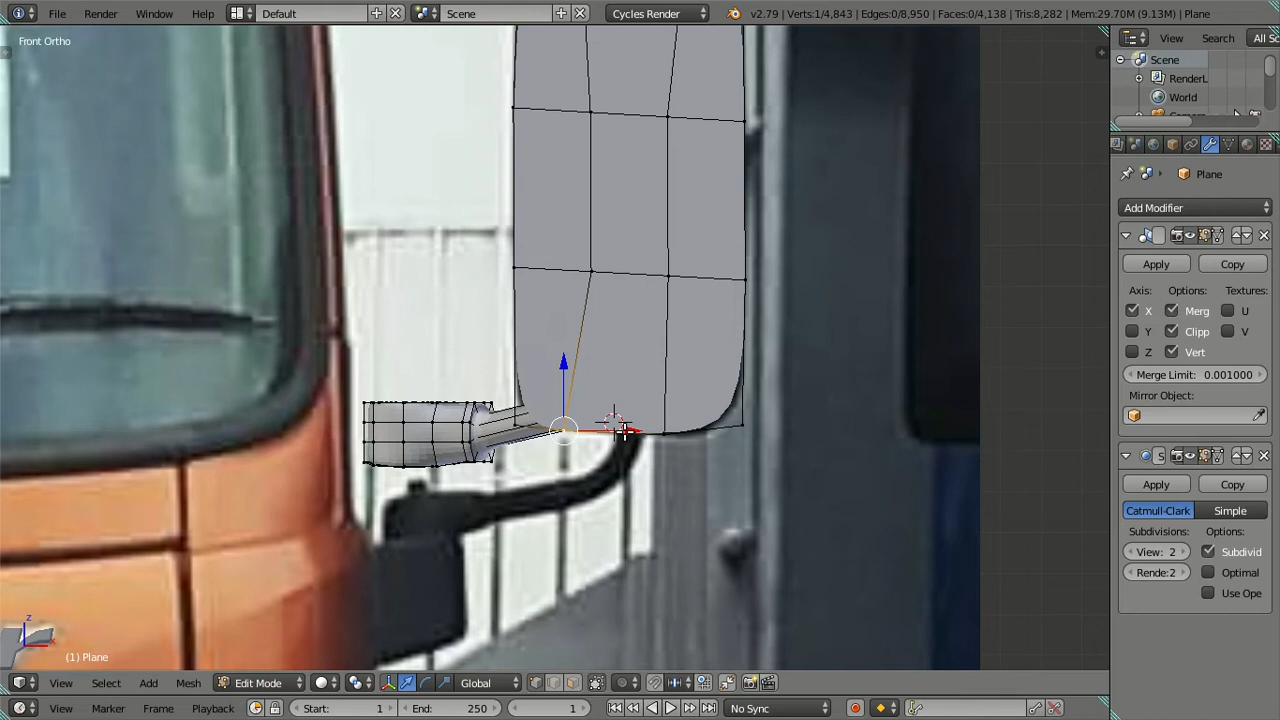 File Render Window Help Default Scene Cycles Render v2.79 | Verts:1/4,843 | Edges:0/8,950 | Faces:0/4,138 | Tris:8,282 | Mem:29.70M (9.13M) | Plane
Front Ortho
View Search All Sc
Scene
RenderL
World
Plane
Add Modifier
Apply Copy
Axis: Options: Textures:
X Merg U
Y Clipp V
Z Vert
Merge Limit: 0.001000
Mirror Object:
S
Apply Copy
Catmull-Clark Simple
Subdivisions: Options:
View: 2 Subdivid
Rende:2 Optimal
Use Ope
z
x
(1) Plane
View Select Add Mesh Edit Mode Global
View Marker Frame Playback Start: 1 End: 250 1 No Sync